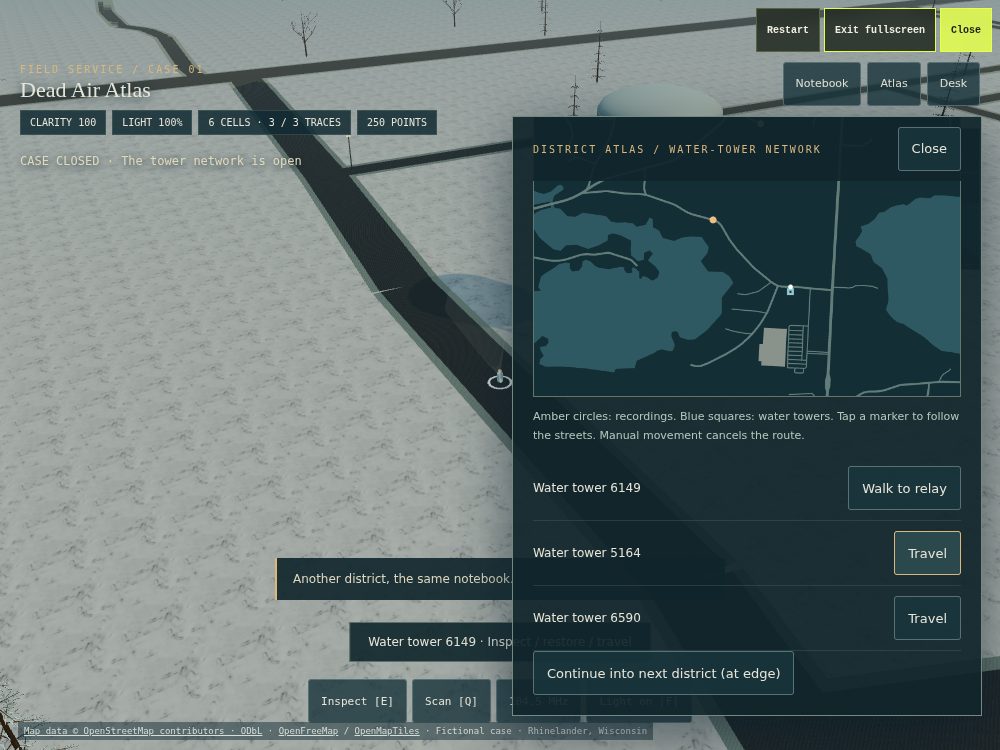 Restart
Exit fullscreen
Close
Notebook
Atlas
Desk
FIELD SERVICE / CASE 01
Dead Air Atlas
CLARITY 100
LIGHT 100%
6 CELLS · 3 / 3 TRACES
250 POINTS
CASE CLOSED · The tower network is open
DISTRICT ATLAS / WATER-TOWER NETWORK
Close
Amber circles: recordings. Blue squares: water towers. Tap a marker to follow
the streets. Manual movement cancels the route.
Water tower 6149
Walk to relay
Water tower 5164
Travel
Water tower 6590
Travel
Continue into next district (at edge)
Another district, the same notebook.
Water tower 6149 · Inspect / restore / travel
Inspect [E]
Scan [Q]
MHz
Light on [F]
Map data © OpenStreetMap contributors · ODbL · OpenFreeMap / OpenMapTiles · Fictional case · Rhinelander, Wisconsin